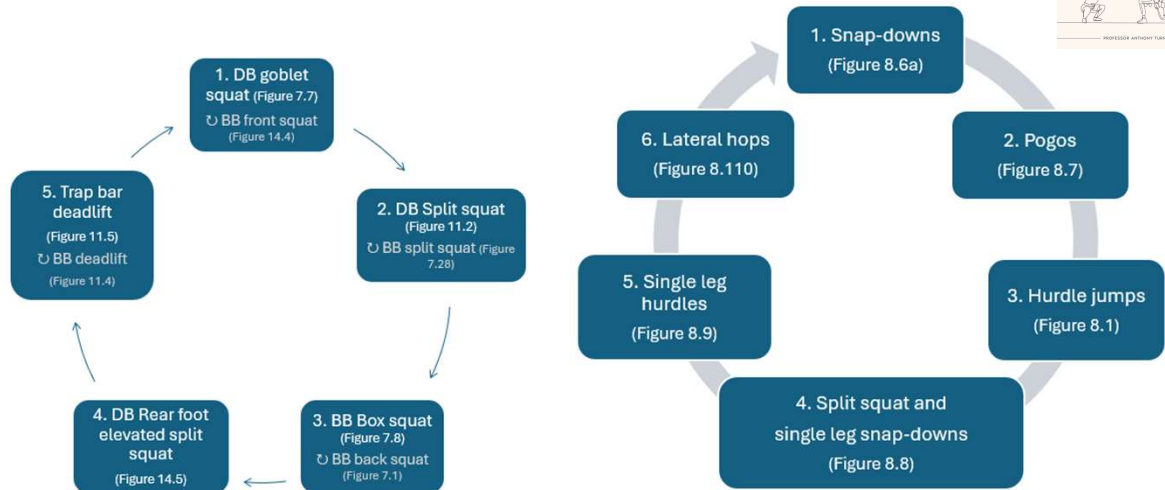 1. DB goblet
squat (Figure 7.7)
↻ BB front squat
(Figure 14.4)
2. DB Split squat
(Figure 11.2)
↻ BB split squat (Figure
7.28)
3. BB Box squat
(Figure 7.8)
↻ BB back squat
(Figure 7.1)
4. DB Rear foot
elevated split
squat
(Figure 14.5)
5. Trap bar
deadlift
(Figure 11.5)
↻ BB deadlift
(Figure 11.4)
1. Snap-downs
(Figure 8.6a)
2. Pogos
(Figure 8.7)
3. Hurdle jumps
(Figure 8.1)
4. Split squat and
single leg snap-downs
(Figure 8.8)
5. Single leg
hurdles
(Figure 8.9)
6. Lateral hops
(Figure 8.110)
PROFESSOR ANTHONY